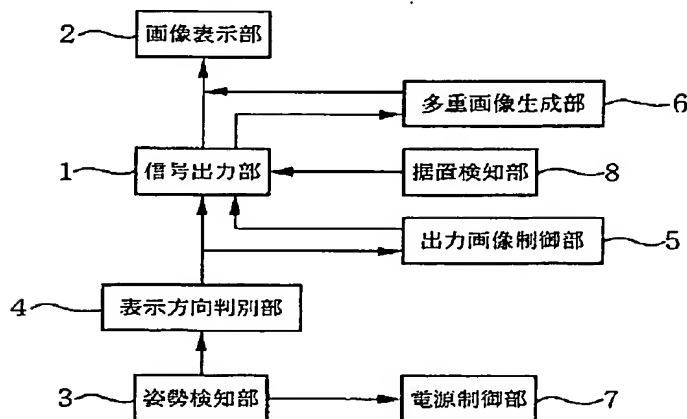 2 画像表示部
多重画像生成部 6
1 信号出力部
据置検知部 8
出力画像制御部 5
4 表示方向判別部
3 姿勢検知部
電源制御部 7